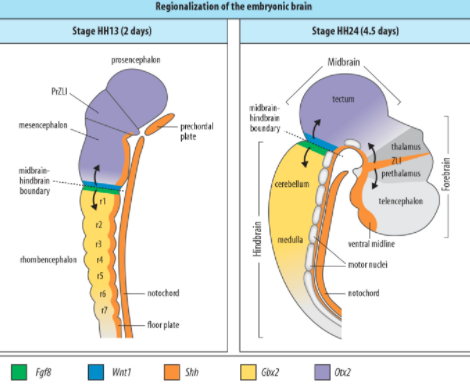 Regionalization of the embryonic brain
Stage HH13 (2 days)
prosencephalon
PrZLI
mesencephalon
prechordal
plate
midbrain-
hindbrain
boundary
r1
r2
r3
rhombencephalon
r4
r5
r6
r7
notochord
floor plate
Stage HH24 (4.5 days)
Midbrain
tectum
midbrain-
hindbrain
boundary
thalamus
ZLI
prethalamus
cerebellum
telencephalon
Forebrain
Hindbrain
medulla
ventral midline
motor nuclei
notochord
Fgf8
Wnt1
Shh
Gbx2
Otx2